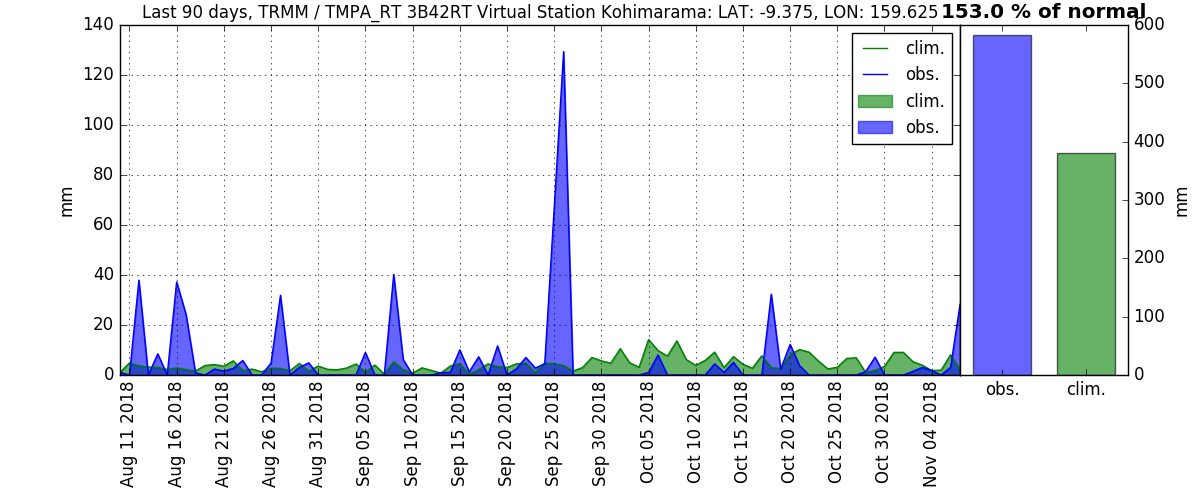 Last 90 days, TRMM / TMPA_RT 3B42RT Virtual Station Kohimarama: LAT: -9.375, LON: 159.625 153.0 % of normal
140
120
100
80
60
40
20
0
mm
clim.
obs.
clim.
obs.
600
500
400
300
200
100
0
mm
obs. clim.
Aug 11 2018
Aug 16 2018
Aug 21 2018
Aug 26 2018
Aug 31 2018
Sep 05 2018
Sep 10 2018
Sep 15 2018
Sep 20 2018
Sep 25 2018
Sep 30 2018
Oct 05 2018
Oct 10 2018
Oct 15 2018
Oct 20 2018
Oct 25 2018
Oct 30 2018
Nov 04 2018